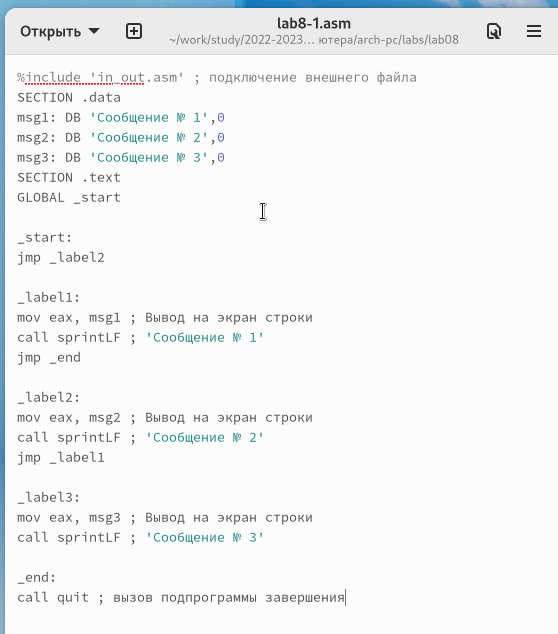 Открыть
lab8-1.asm
~/work/study/2022-2023... ютера/arch-pc/labs/lab08
%include 'in_out.asm' ; подключение внешнего файла
SECTION .data
msg1: DB 'Сообщение № 1',0
msg2: DB 'Сообщение № 2',0
msg3: DB 'Сообщение № 3',0
SECTION .text
GLOBAL _start
_start:
jmp _label2
_label1:
mov eax, msg1 ; Вывод на экран строки
call sprintLF ; 'Сообщение № 1'
jmp _end
_label2:
mov eax, msg2 ; Вывод на экран строки
call sprintLF ; 'Сообщение № 2'
jmp _label1
_label3:
mov eax, msg3 ; Вывод на экран строки
call sprintLF ; 'Сообщение № 3'
_end:
call quit ; вызов подпрограммы завершения